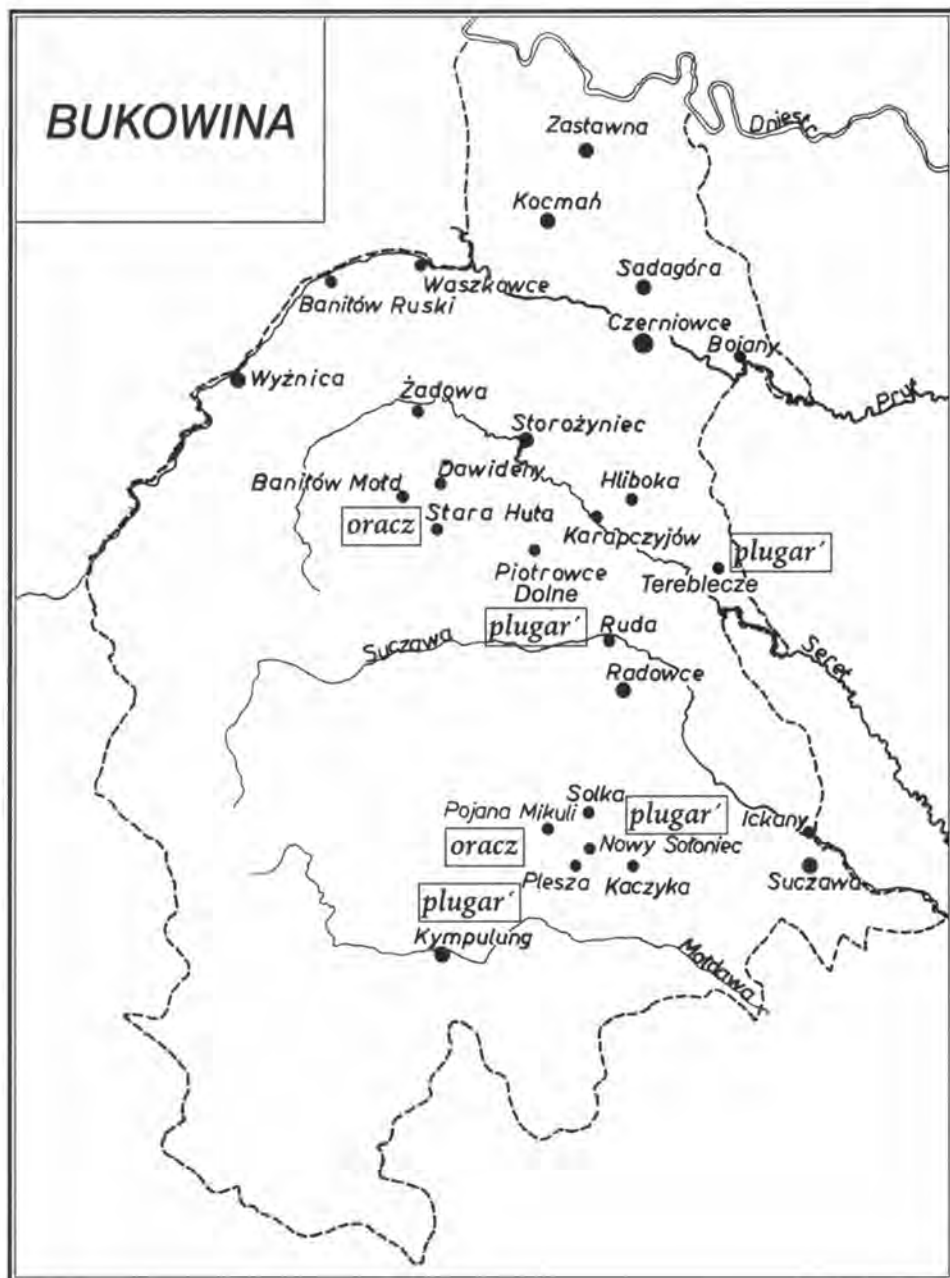 BUKOWINA
Dniestr
Zastawna
Kocmań
Sadagóra
Waszkowce
Baniłów Ruski
Czerniowce
Bojany
Wyżnica
Prut
Żadowa
Storożyniec
Dawideny
Hliboka
Baniłów Mołd
oracz
Stara Huta
Karapczyjów
plugar´
Piotrowce
Dolne
Tereblecze
plugar´
Ruda
Suczawa
Seret
Radowce
Solka
plugar´
Pojana Mikuli
Ickany
oracz
Nowy Sołoniec
Plesza
Kaczyka
Suczawa
plugar´
Kympulung
Mołdawa